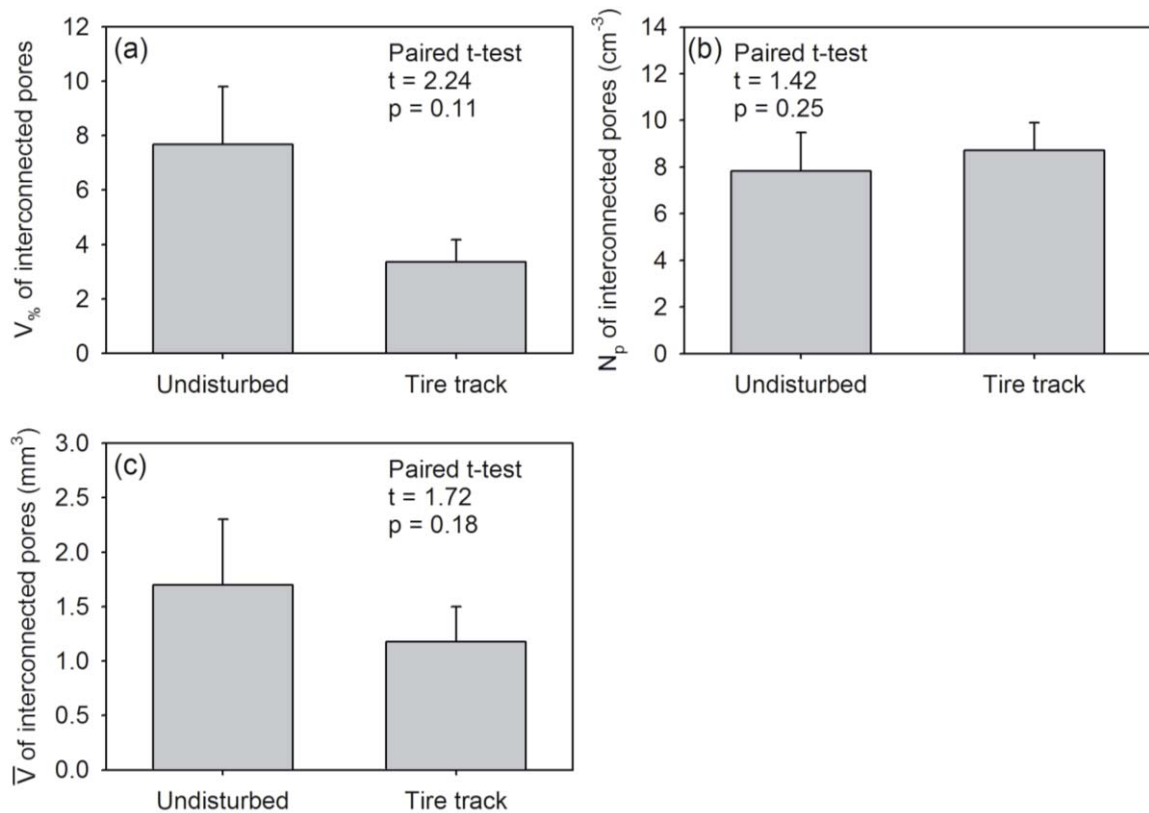 (a)
Paired t-test
t = 2.24
p = 0.11
V% of interconnected pores
12
10
8
6
4
2
0
Undisturbed Tire track
(b)
Paired t-test
t = 1.42
p = 0.25
Np of interconnected pores (cm⁻³)
14
12
10
8
6
4
2
0
Undisturbed Tire track
(c)
Paired t-test
t = 1.72
p = 0.18
V̅ of interconnected pores (mm³)
3.0
2.5
2.0
1.5
1.0
0.5
0.0
Undisturbed Tire track